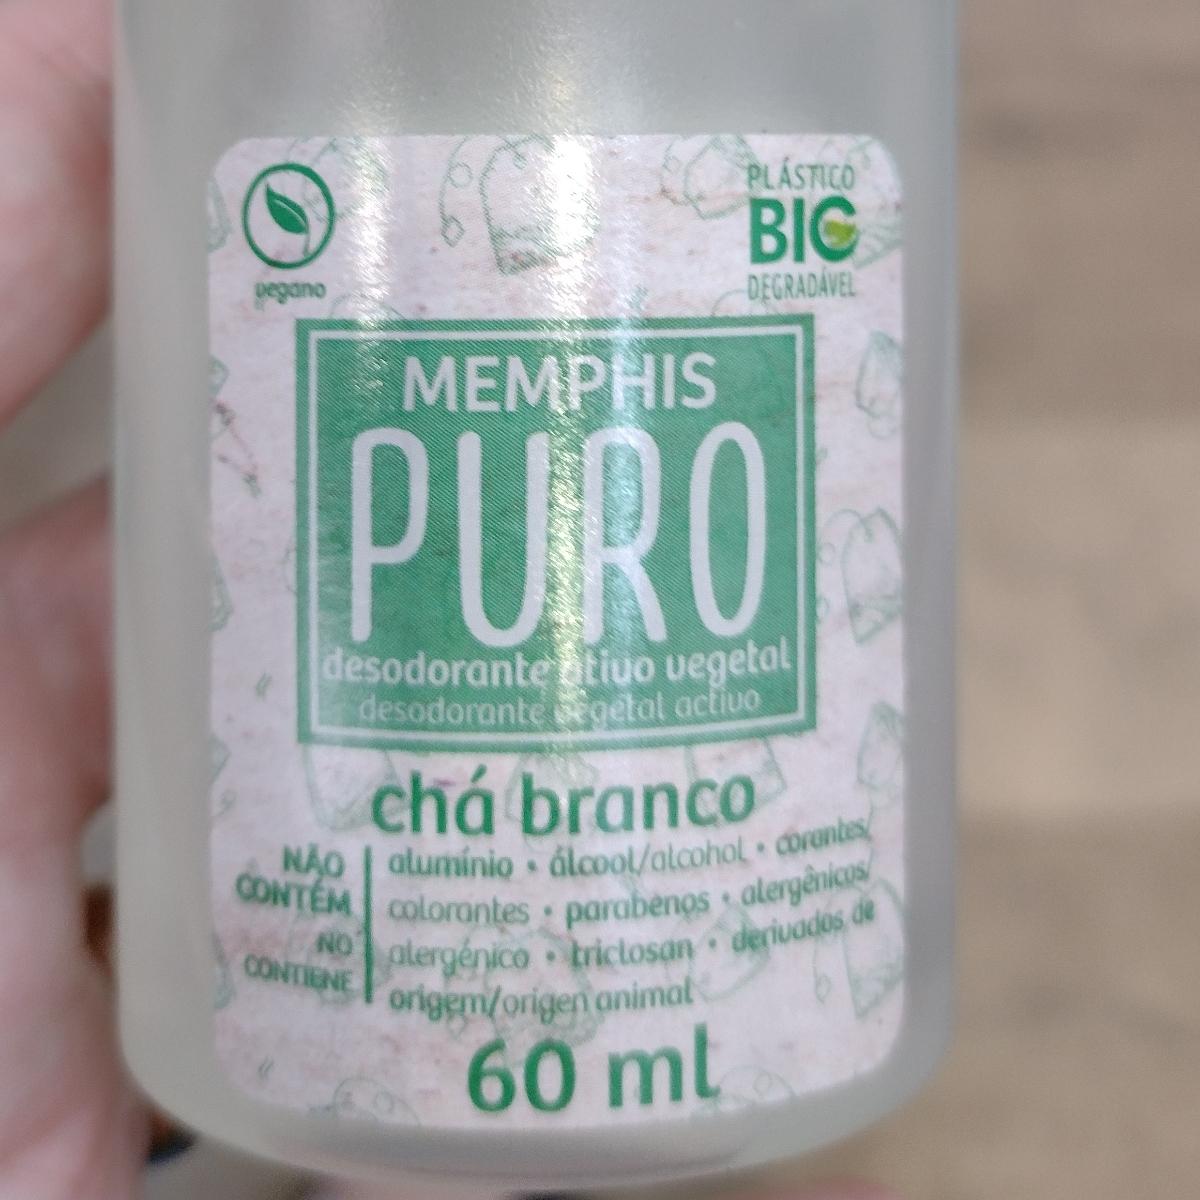 vegano
PLÁSTICO
BIO
DEGRADÁVEL
MEMPHIS
PURO
desodorante ativo vegetal
desodorante vegetal activo
chá branco
NÃO
CONTÉM
NO
CONTIENE
alumínio • álcool/alcohol • corantes/
colorantes • parabenos • alergênicos/
alergénico • triclosan • derivados de
origem/origen animal
60 ml